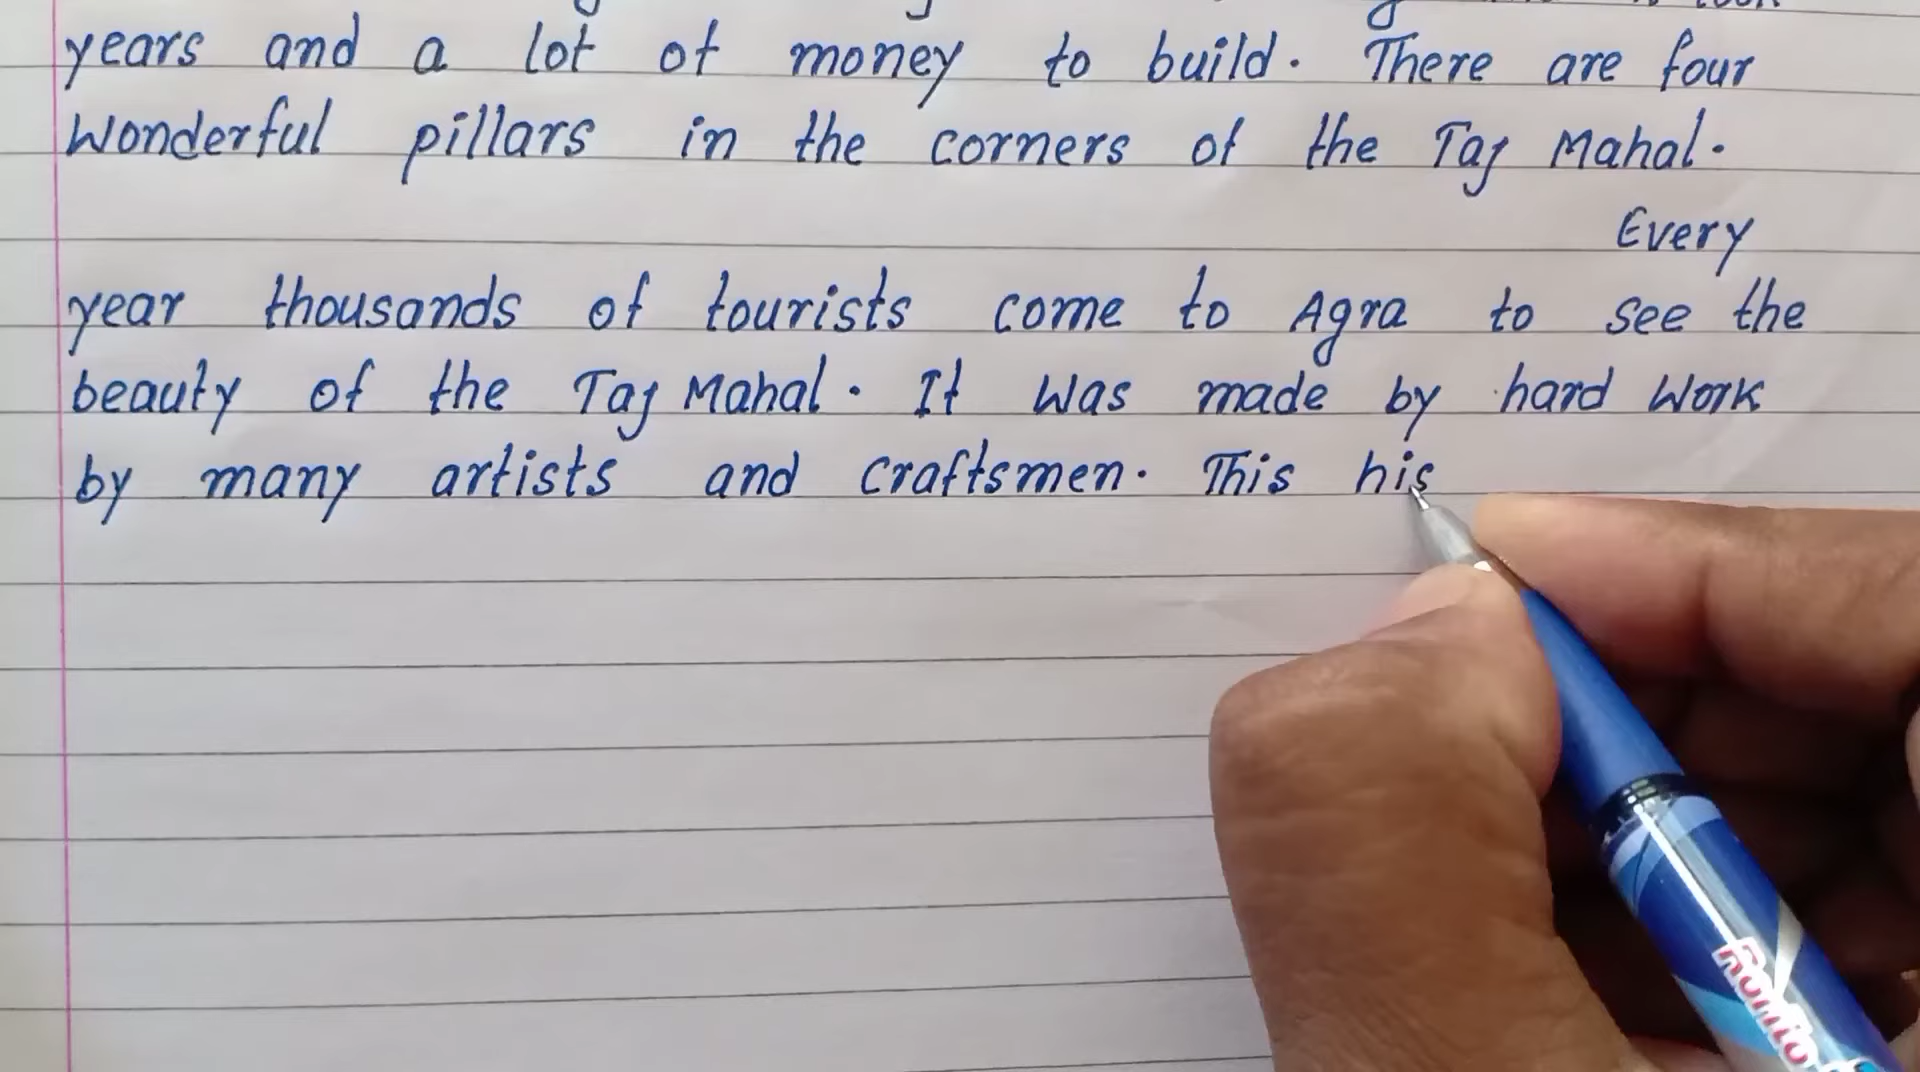 years and a lot of money to build. There are four
wonderful pillars in the corners of the Taj Mahal.
Every
year thousands of tourists come to Agra to see the
beauty of the Taj Mahal. It was made by hard work
by many artists and craftsmen. This his